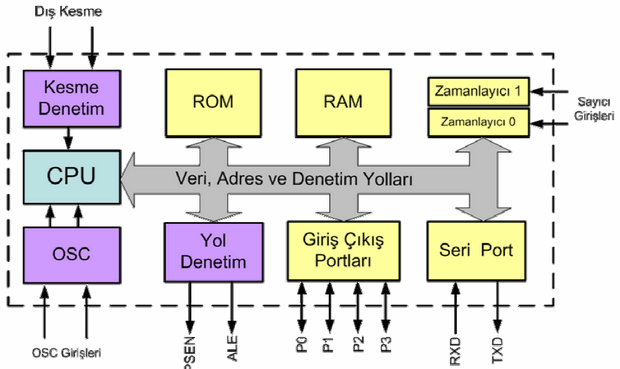 Dış Kesme
Kesme
Denetim
ROM
RAM
Zamanlayıcı 1
Zamanlayıcı 0
Sayıcı
Girişleri
CPU
Veri, Adres ve Denetim Yolları
OSC
Yol
Denetim
Giriş Çıkış
Portları
Seri Port
OSC Girişleri
PSEN
ALE
P0
P1
P2
P3
RXD
TXD